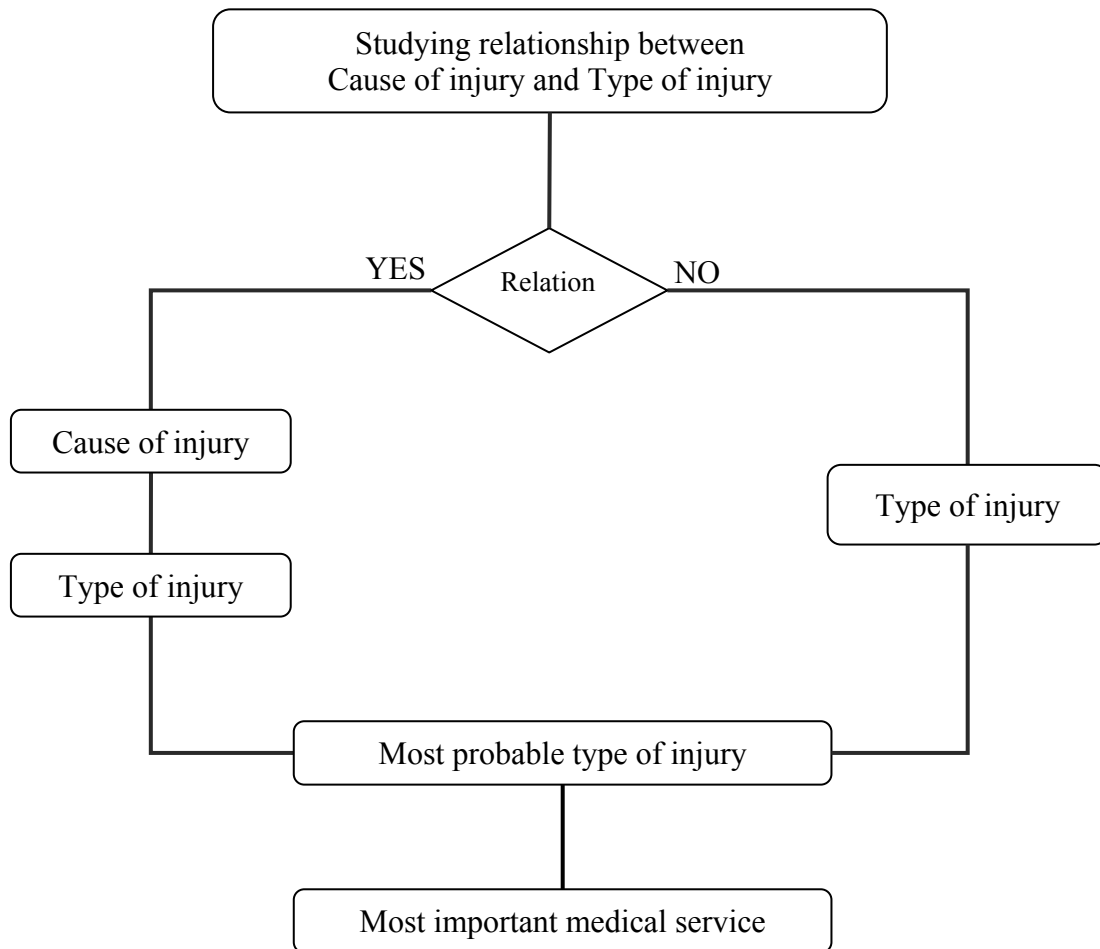 Studying relationship between
Cause of injury and Type of injury
YES
Relation
NO
Cause of injury
Type of injury
Type of injury
Most probable type of injury
Most important medical service